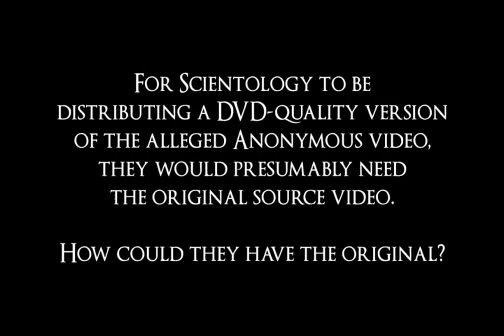 For Scientology to be
distributing a DVD-quality version
of the alleged Anonymous video,
they would presumably need
the original source video.
How could they have the original?